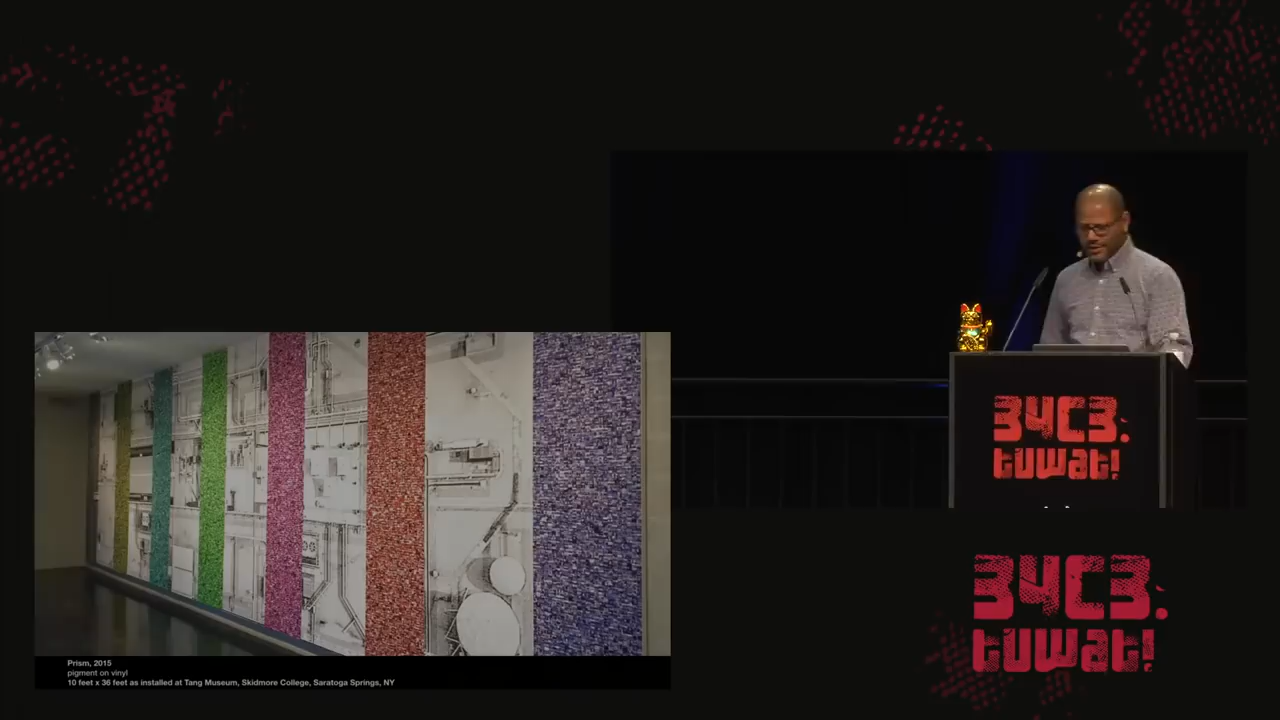 34C3:
tuwat!
Prism, 2015
pigment on vinyl
10 feet x 36 feet as installed at Tang Museum, Skidmore College, Saratoga Springs, NY
34C3:
tuwat!